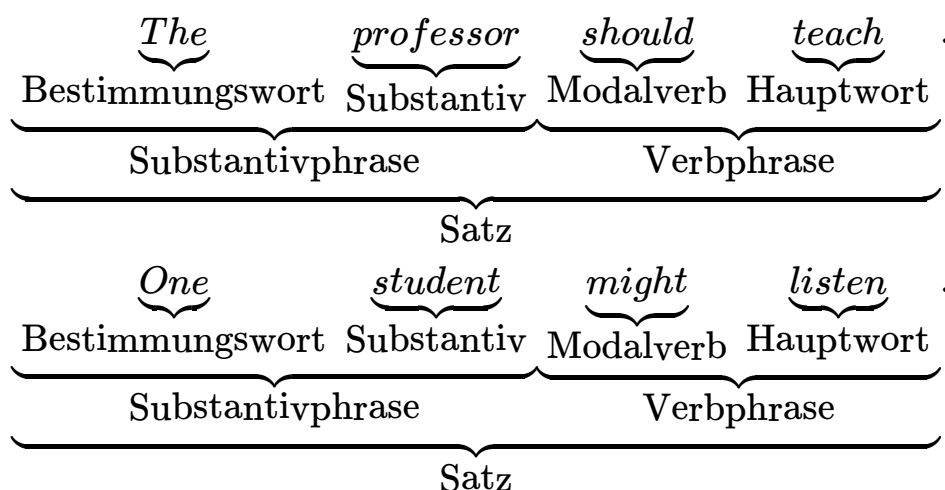 The professor should teach .
Bestimmungswort Substantiv Modalverb Hauptwort
Substantivphrase Verbphrase
Satz
One student might listen .
Bestimmungswort Substantiv Modalverb Hauptwort
Substantivphrase Verbphrase
Satz